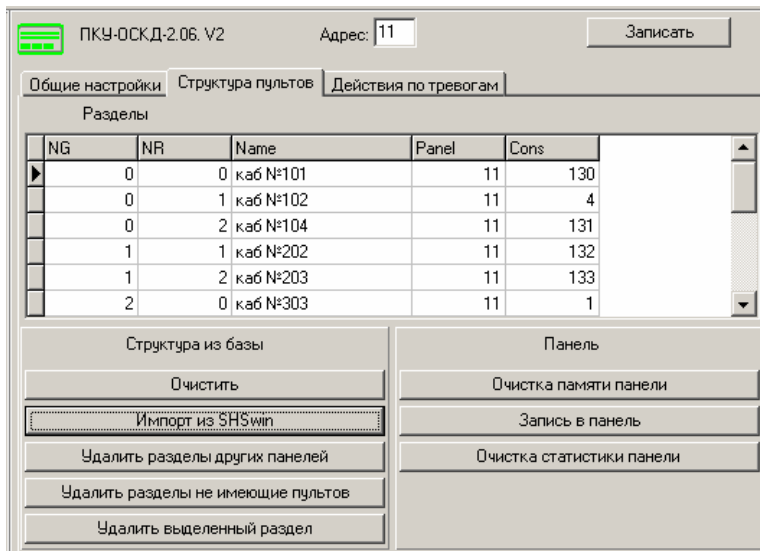 ПКУ-ОСКД-2.06. V2 Адрес: 11 Записать
Общие настройки Структура пультов Действия по тревогам
Разделы
NG NR Name Panel Cons
0 0 каб №101 11 130
0 1 каб №102 11 4
0 2 каб №104 11 131
1 1 каб №202 11 132
1 2 каб №203 11 133
2 0 каб №303 11 1
Структура из базы Панель
Очистить Очистка памяти панели
Импорт из SHSwin Запись в панель
Удалить разделы других панелей Очистка статистики панели
Удалить разделы не имеющие пультов
Удалить выделенный раздел